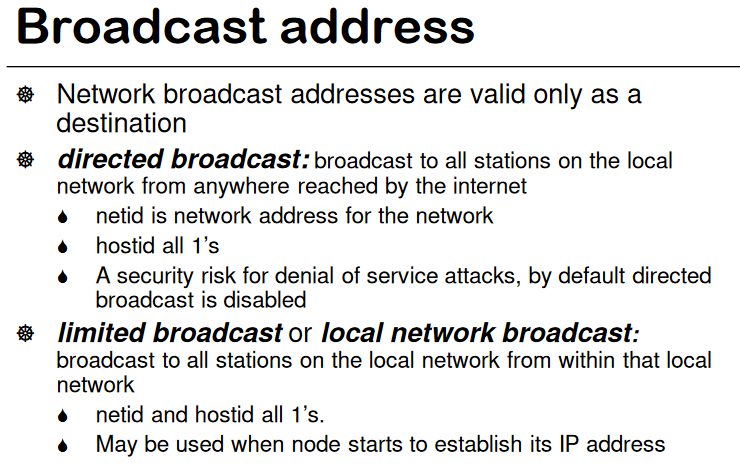 Broadcast address
Network broadcast addresses are valid only as a
destination
directed broadcast: broadcast to all stations on the local
network from anywhere reached by the internet
netid is network address for the network
hostid all 1's
A security risk for denial of service attacks, by default directed
broadcast is disabled
limited broadcast or local network broadcast:
broadcast to all stations on the local network from within that local
network
netid and hostid all 1's.
May be used when node starts to establish its IP address